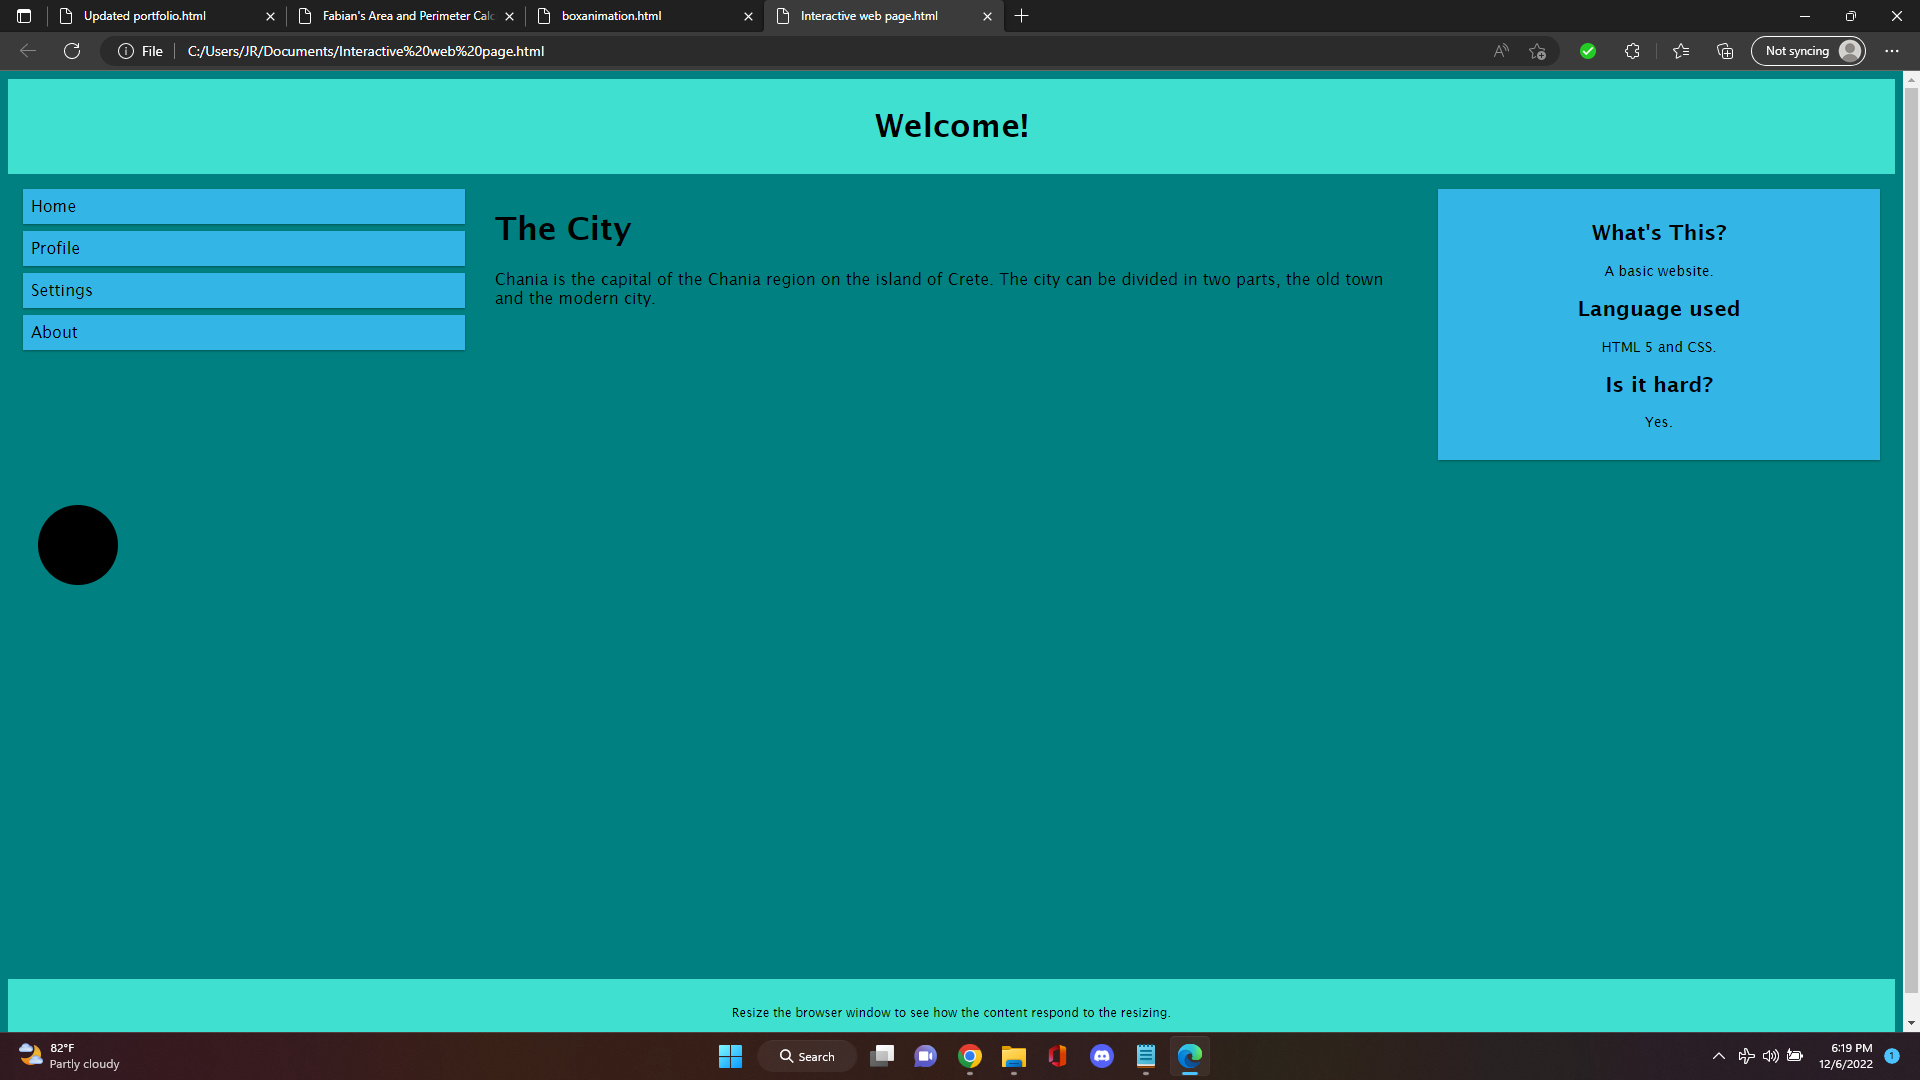 Updated portfolio.html
Fabian's Area and Perimeter Calc
boxanimation.html
Interactive web page.html
File
C:/Users/JR/Documents/Interactive%20web%20page.html
Not syncing
Welcome!
Home
Profile
Settings
About
The City
Chania is the capital of the Chania region on the island of Crete. The city can be divided in two parts, the old town
and the modern city.
What's This?
A basic website.
Language used
HTML 5 and CSS.
Is it hard?
Yes.
Resize the browser window to see how the content respond to the resizing.
82°F
Partly cloudy
Search
6:19 PM
12/6/2022
1